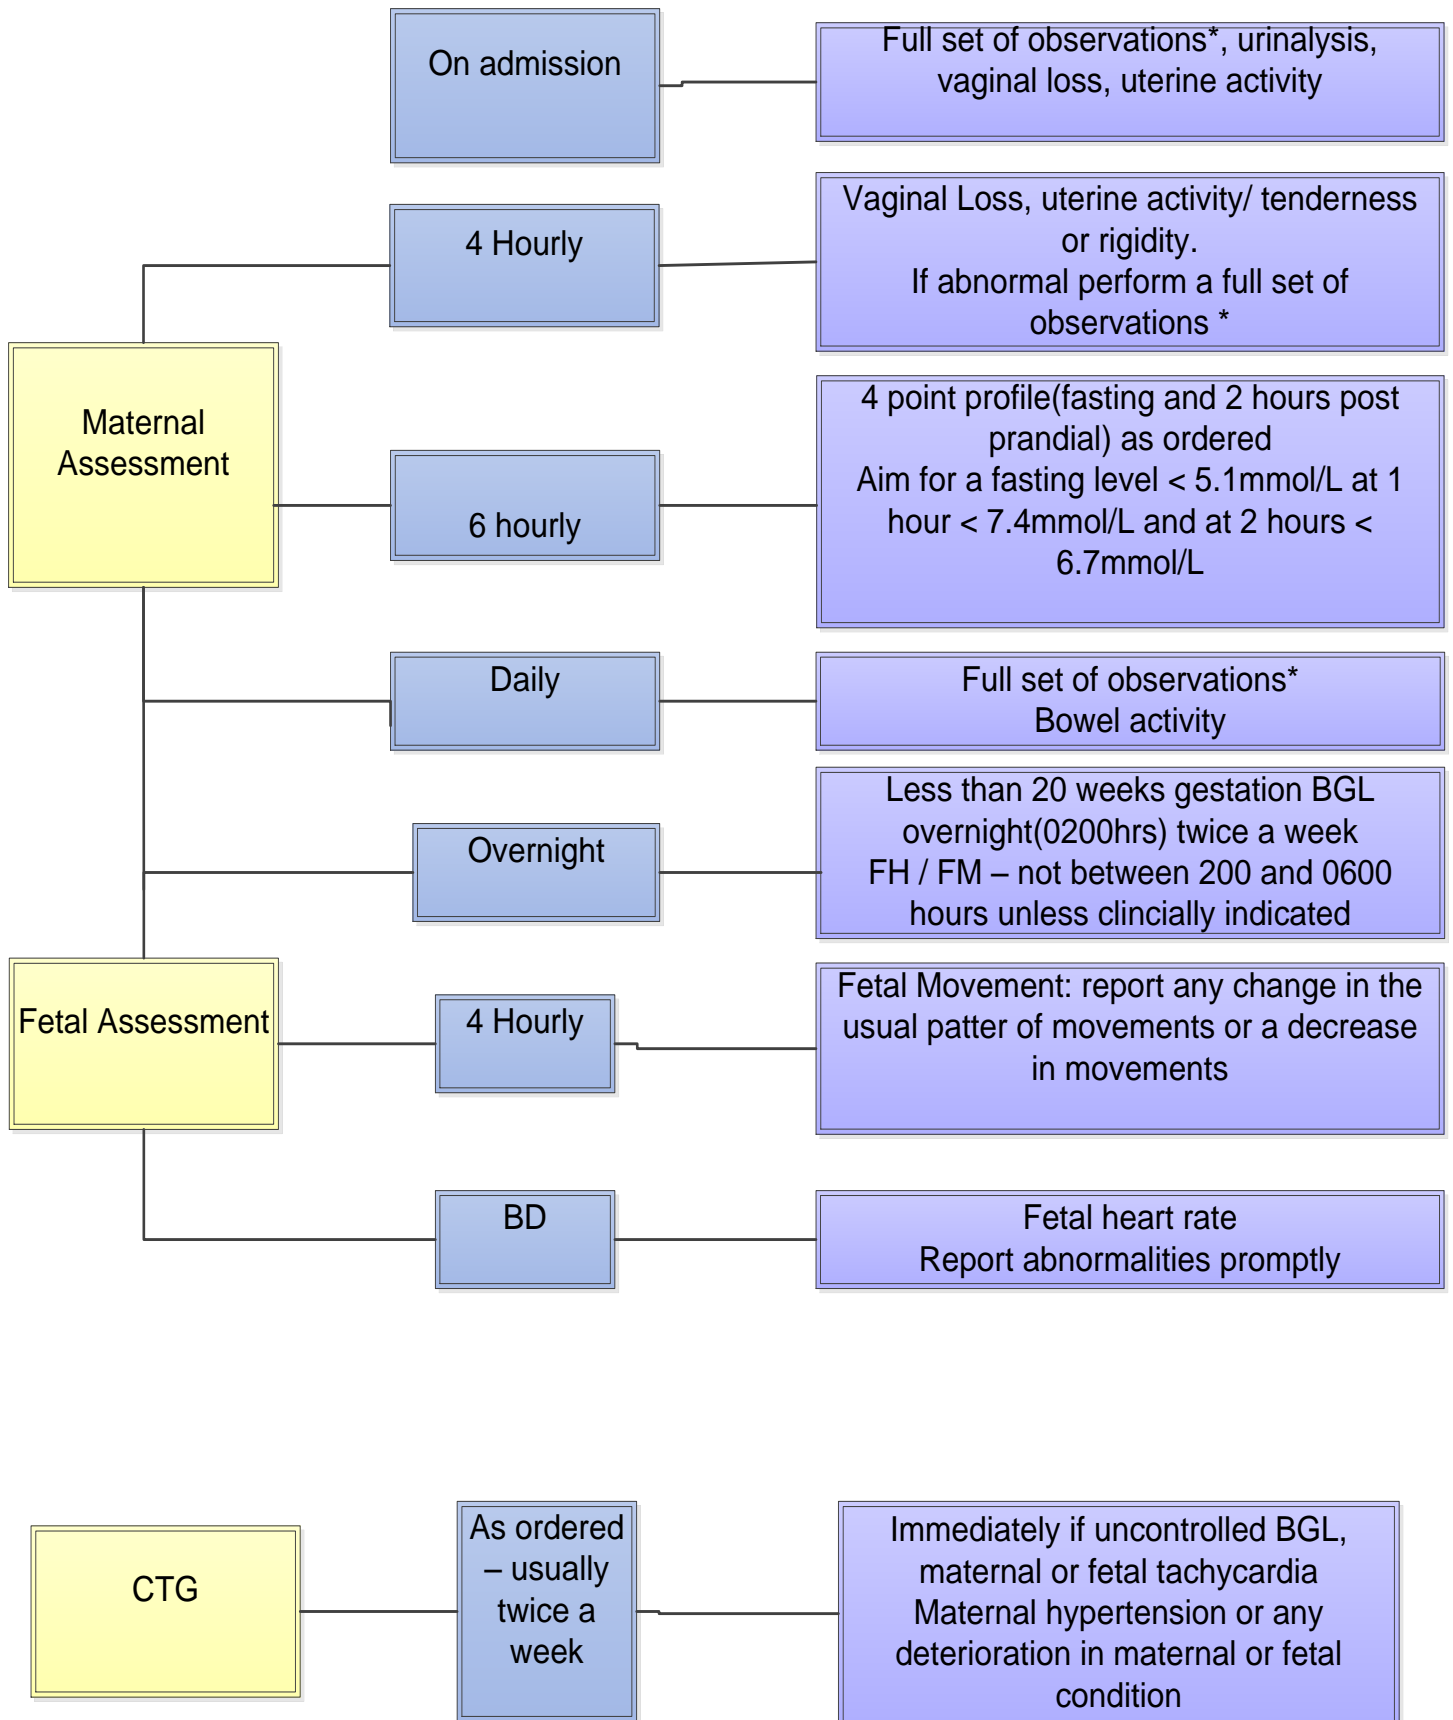 On admission
Full set of observations*, urinalysis,
vaginal loss, uterine activity
4 Hourly
Vaginal Loss, uterine activity/ tenderness
or rigidity.
If abnormal perform a full set of
observations *
Maternal
Assessment
6 hourly
4 point profile(fasting and 2 hours post
prandial) as ordered
Aim for a fasting level < 5.1mmol/L at 1
hour < 7.4mmol/L and at 2 hours <
6.7mmol/L
Daily
Full set of observations*
Bowel activity
Overnight
Less than 20 weeks gestation BGL
overnight(0200hrs) twice a week
FH / FM – not between 200 and 0600
hours unless clincially indicated
Fetal Assessment
4 Hourly
Fetal Movement: report any change in the
usual patter of movements or a decrease
in movements
BD
Fetal heart rate
Report abnormalities promptly
CTG
As ordered
– usually
twice a
week
Immediately if uncontrolled BGL,
maternal or fetal tachycardia
Maternal hypertension or any
deterioration in maternal or fetal
condition